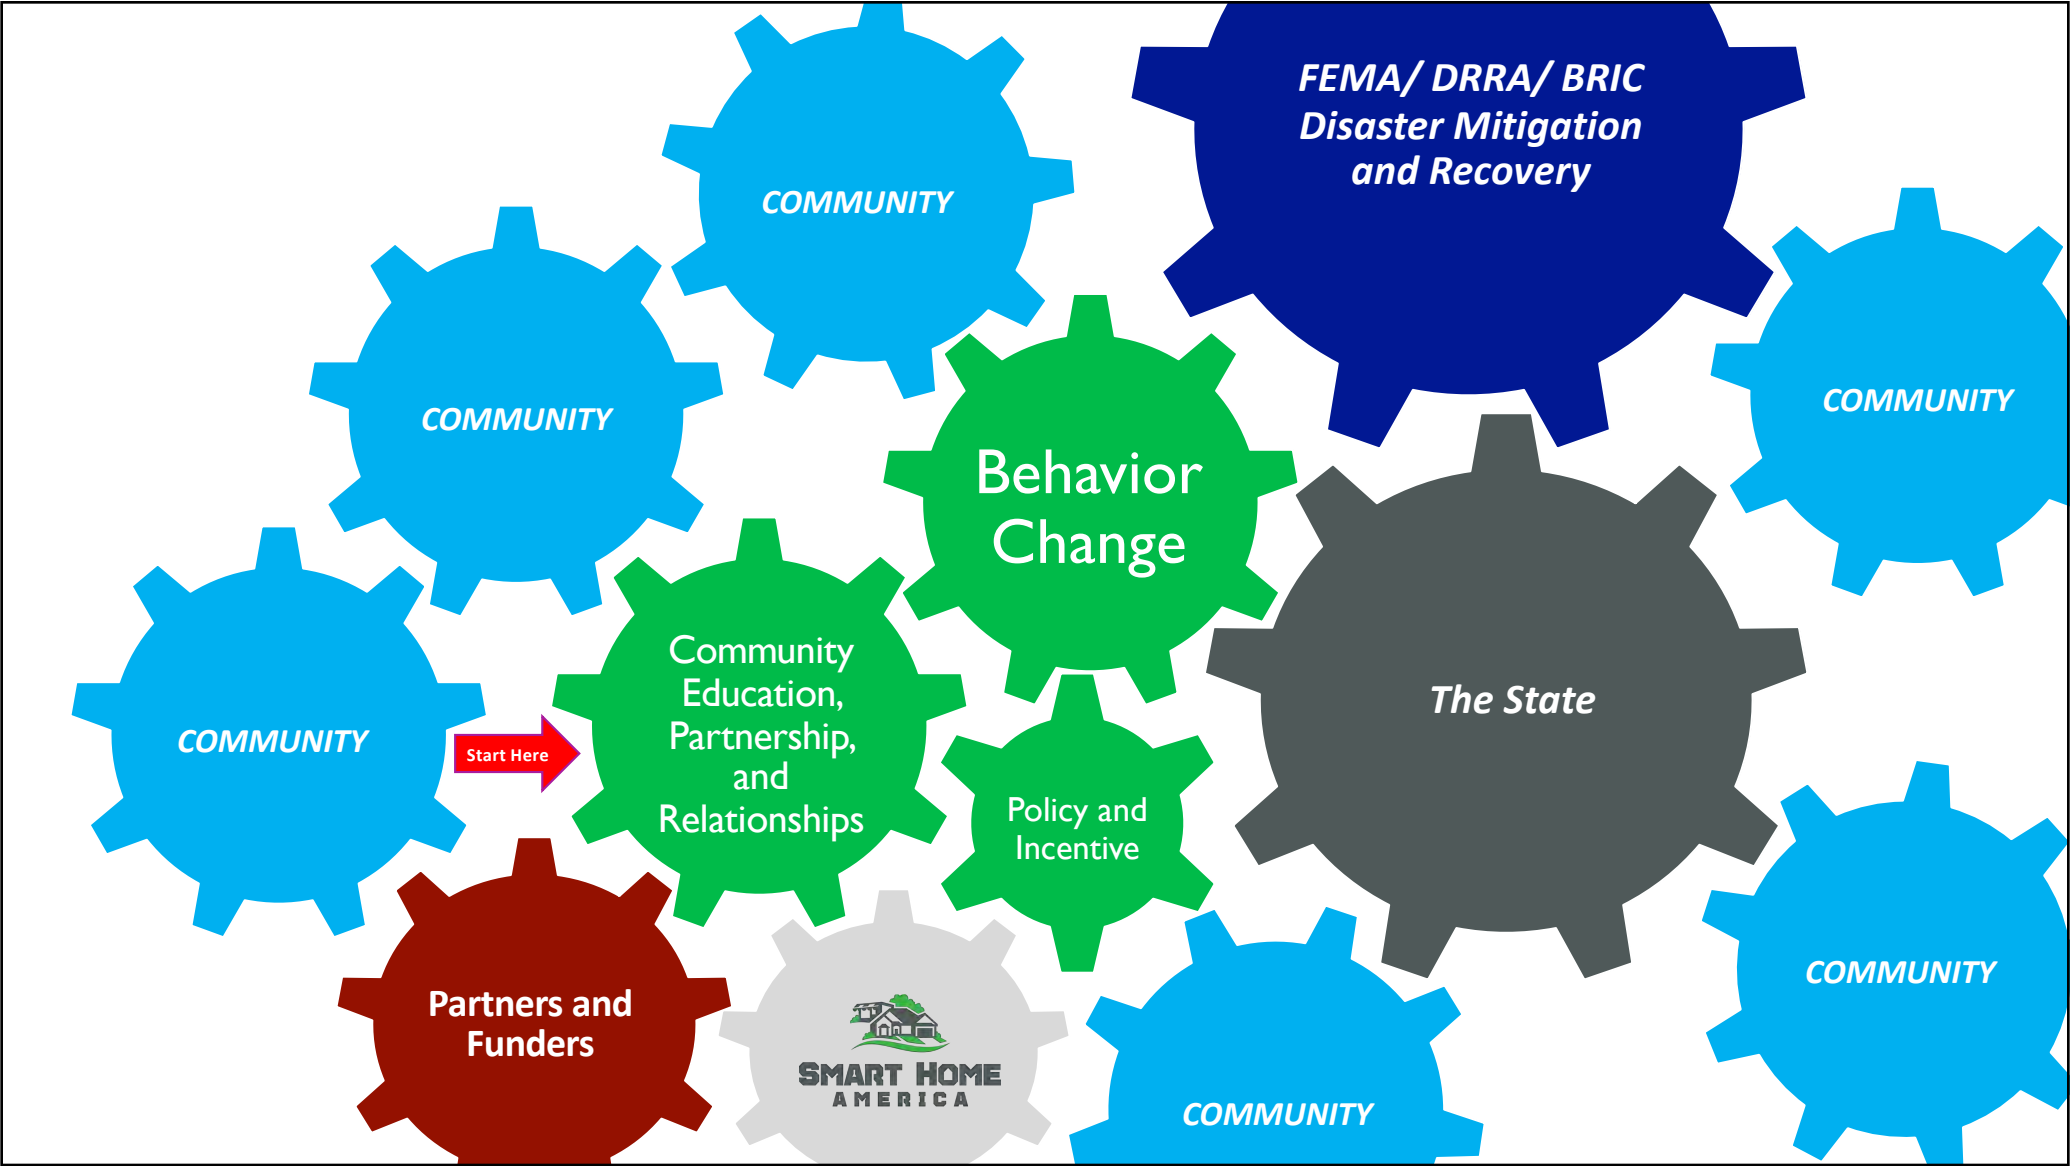 FEMA/ DRRA/ BRIC
Disaster Mitigation
and Recovery
COMMUNITY
COMMUNITY
COMMUNITY
Behavior
Change
Community
Education,
Partnership,
and
Relationships
The State
COMMUNITY
Start Here
Policy and
Incentive
COMMUNITY
Partners and
Funders
SMART HOME
AMERICA
COMMUNITY